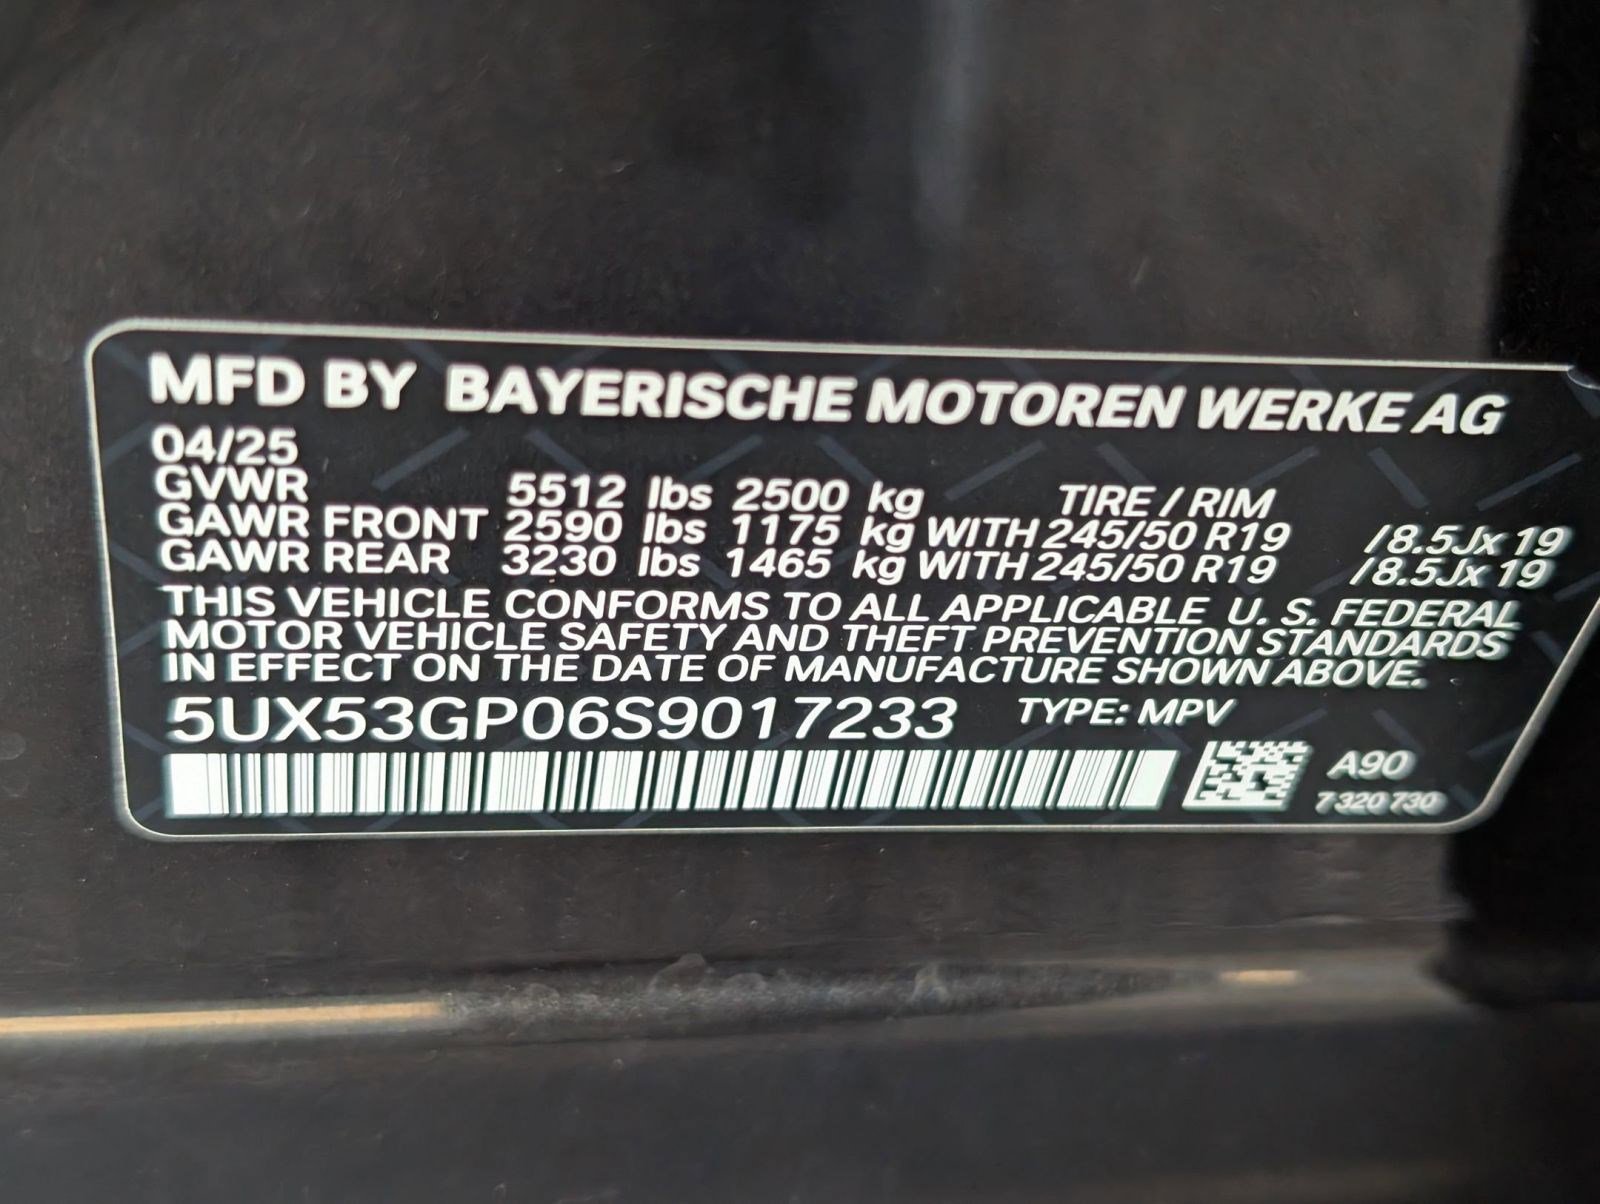 MFD BY BAYERISCHE MOTOREN WERKE AG
04/25
GVWR 5512 lbs 2500 kg TIRE / RIM
GAWR FRONT 2590 lbs 1175 kg WITH 245/50 R19 /8.5Jx 19
GAWR REAR 3230 lbs 1465 kg WITH 245/50 R19 /8.5Jx 19
THIS VEHICLE CONFORMS TO ALL APPLICABLE U. S. FEDERAL
MOTOR VEHICLE SAFETY AND THEFT PREVENTION STANDARDS
IN EFFECT ON THE DATE OF MANUFACTURE SHOWN ABOVE.
5UX53GP06S9017233 TYPE: MPV
A90
7320730